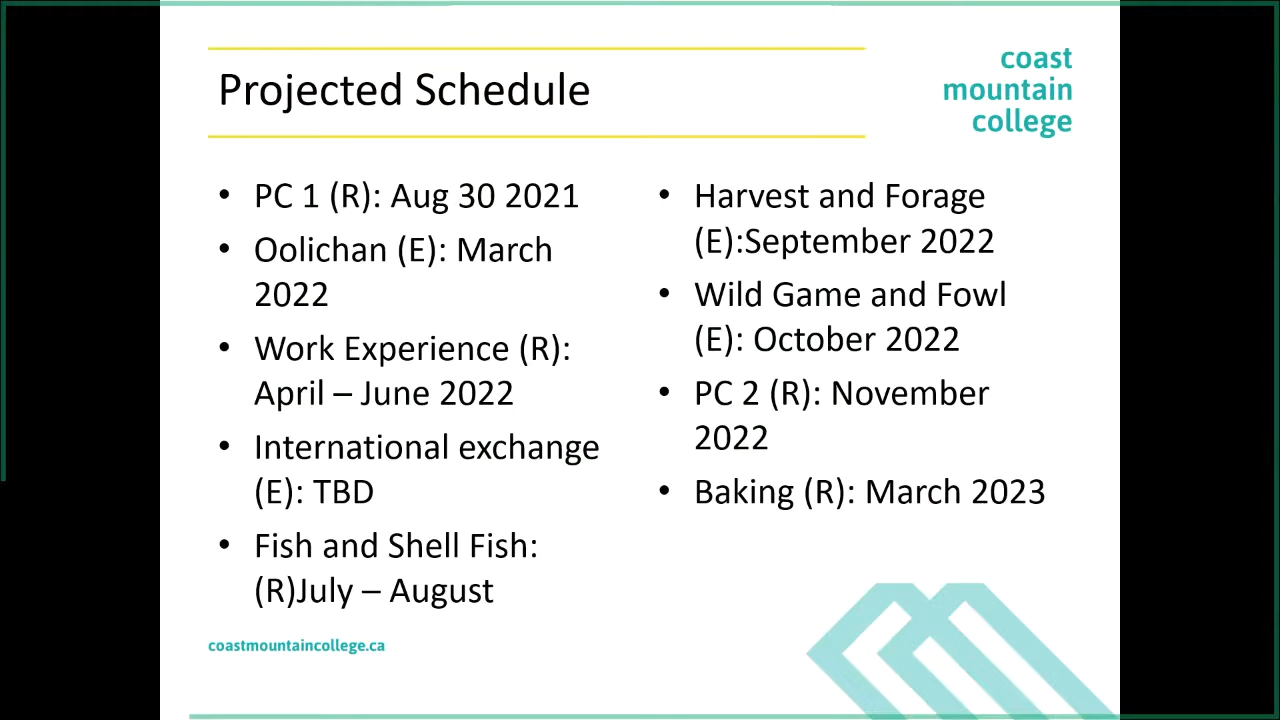 Projected Schedule
coast
mountain
college
• PC 1 (R): Aug 30 2021
• Oolichan (E): March
2022
• Work Experience (R):
April – June 2022
• International exchange
(E): TBD
• Fish and Shell Fish:
(R)July – August
• Harvest and Forage
(E):September 2022
• Wild Game and Fowl
(E): October 2022
• PC 2 (R): November
2022
• Baking (R): March 2023
coastmountaincollege.ca